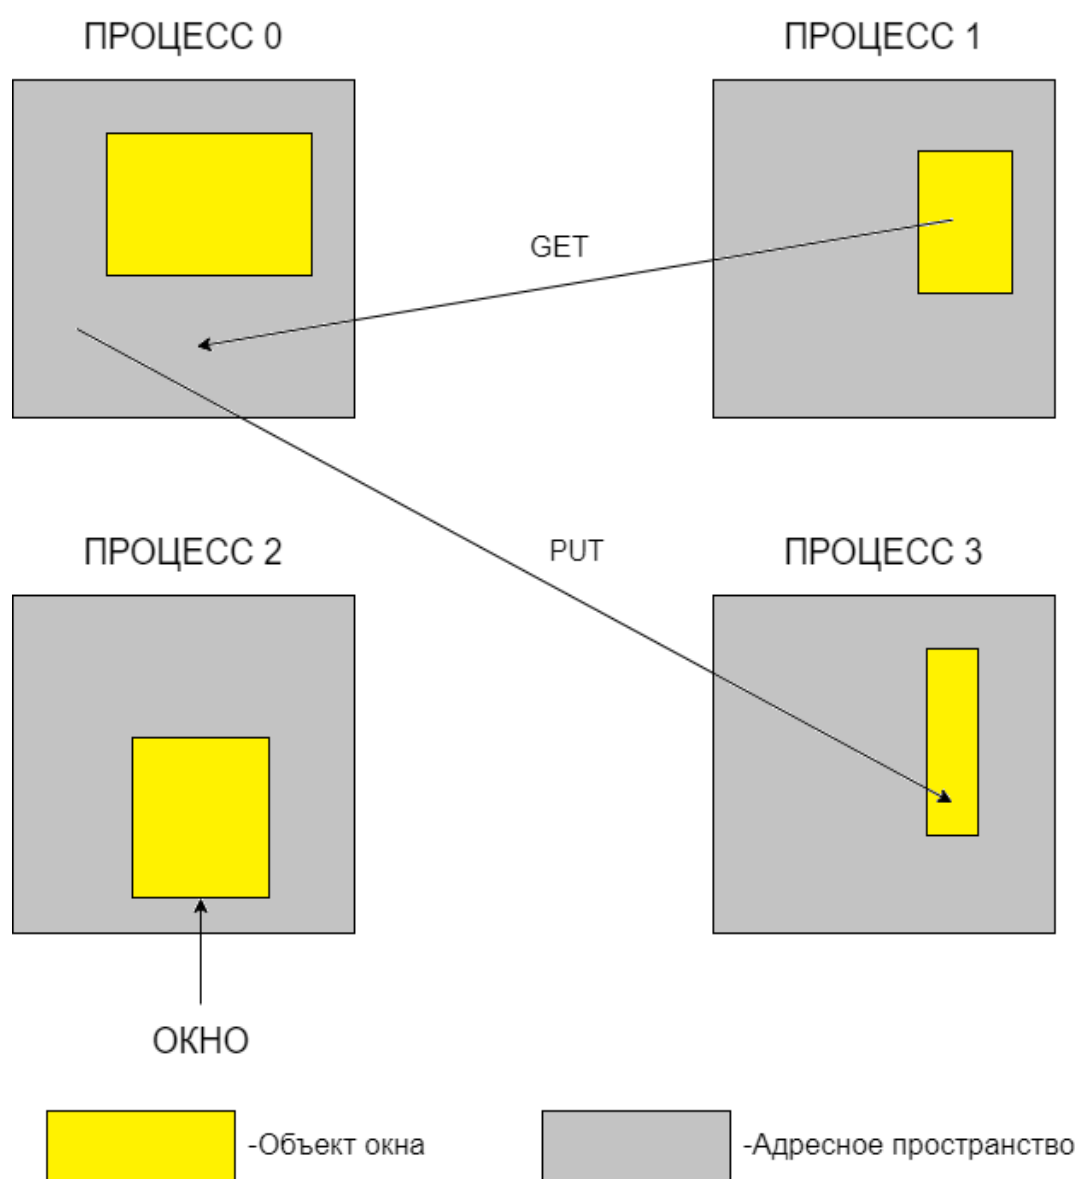 ПРОЦЕСС 0
ПРОЦЕСС 1
GET
PUT
ПРОЦЕСС 2
ПРОЦЕСС 3
ОКНО
-Объект окна
-Адресное пространство